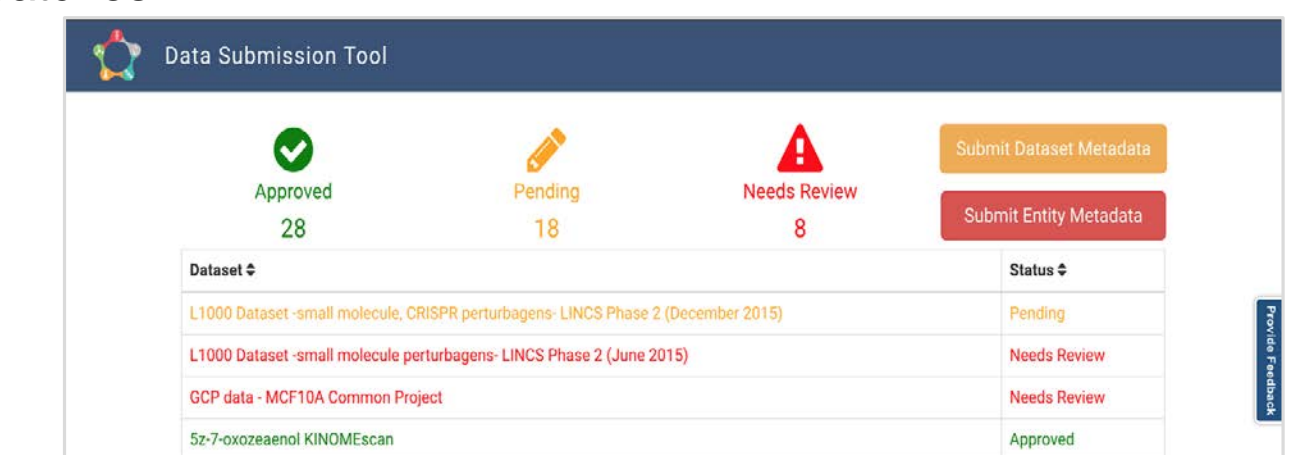 Data Submission Tool
Approved
28
Pending
18
Needs Review
8
Submit Dataset Metadata
Submit Entity Metadata
Dataset Status
L1000 Dataset -small molecule, CRISPR perturbagens- LINCS Phase 2 (December 2015) Pending
L1000 Dataset -small molecule perturbagens- LINCS Phase 2 (June 2015) Needs Review
GCP data - MCF10A Common Project Needs Review
5z-7-oxozeaenol KINOMEscan Approved
Provide Feedback